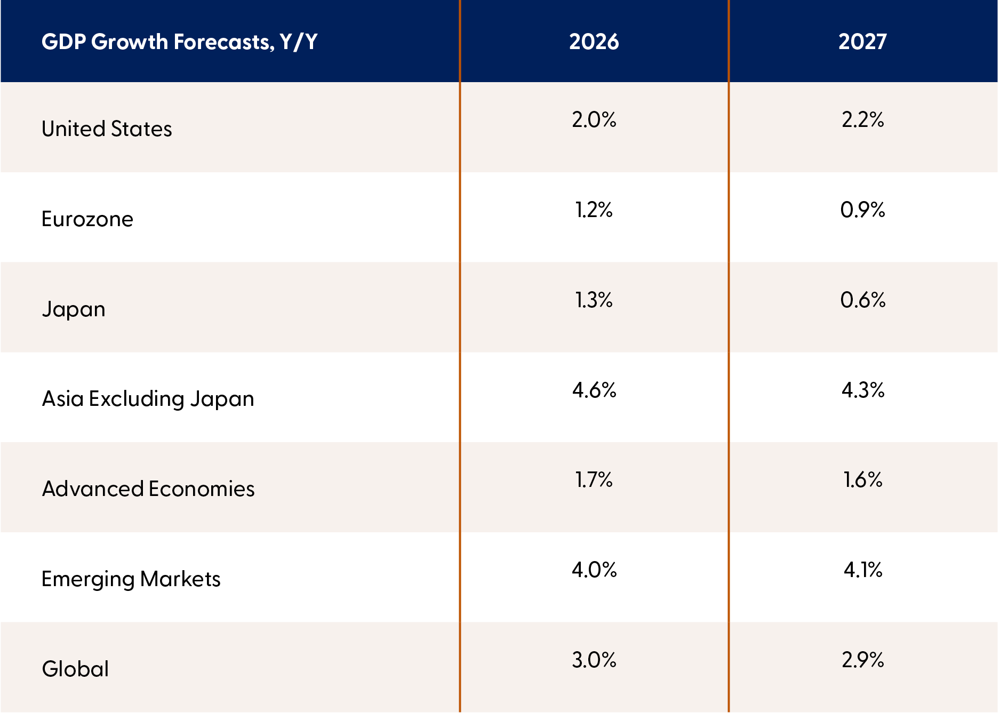 GDP Growth Forecasts, Y/Y 2026 2027
United States 2.0% 2.2%
Eurozone 1.2% 0.9%
Japan 1.3% 0.6%
Asia Excluding Japan 4.6% 4.3%
Advanced Economies 1.7% 1.6%
Emerging Markets 4.0% 4.1%
Global 3.0% 2.9%